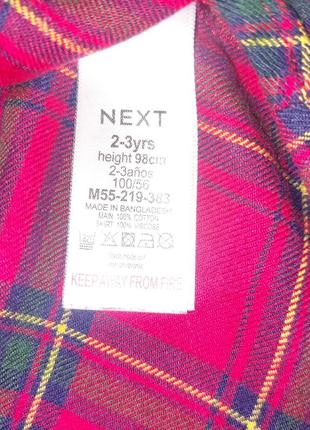 NEXT
2-3yrs
height 98cm
2-3años
100/56
M55-219-383
MADE IN BANGLADESH
MAIN: 100% COTTON
SKIRT: 100% VISCOSE
KEEP AWAY FROM FIRE